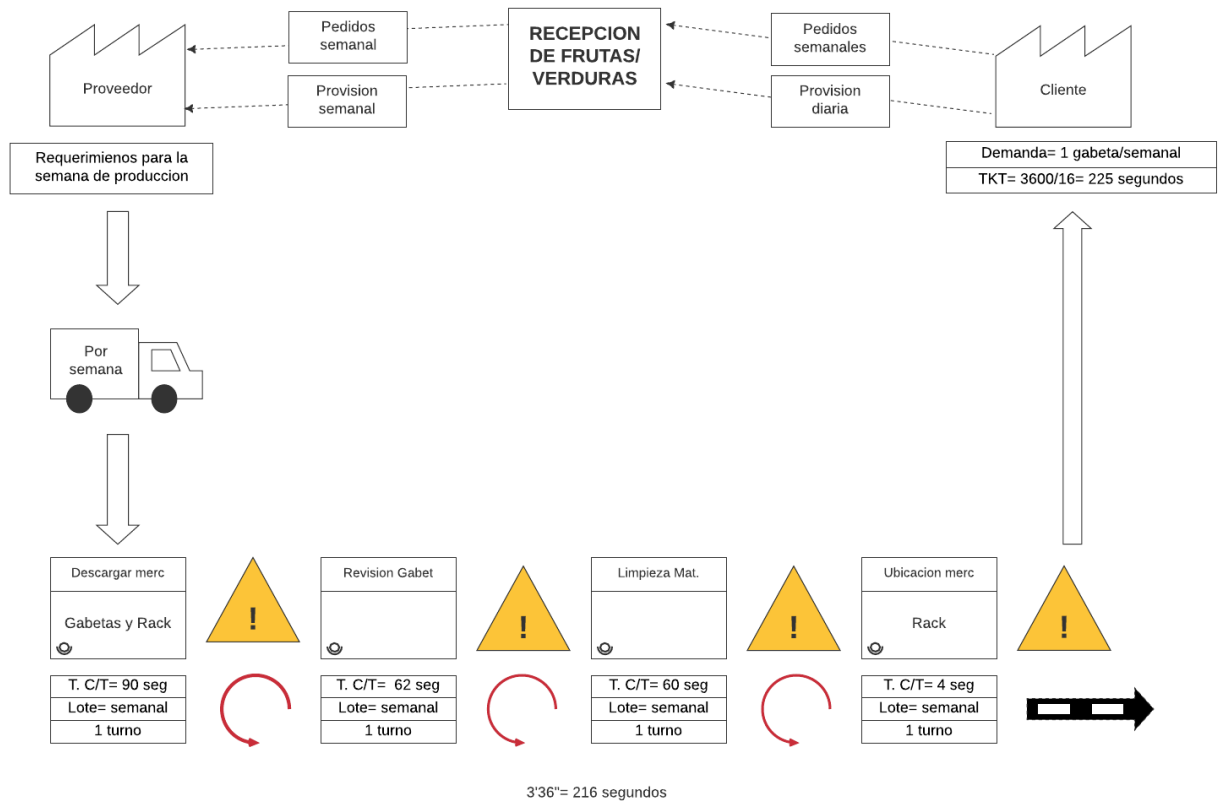 Proveedor
Pedidos
semanal
Provision
semanal
RECEPCION
DE FRUTAS/
VERDURAS
Pedidos
semanales
Provision
diaria
Cliente
Requerimienos para la
semana de produccion
Demanda= 1 gabeta/semanal
TKT= 3600/16= 225 segundos
Por
semana
Descargar merc
Gabetas y Rack
T. C/T= 90 seg
Lote= semanal
1 turno
!
Revision Gabet
T. C/T= 62 seg
Lote= semanal
1 turno
!
Limpieza Mat.
T. C/T= 60 seg
Lote= semanal
1 turno
!
Ubicacion merc
Rack
T. C/T= 4 seg
Lote= semanal
1 turno
!
3'36"= 216 segundos